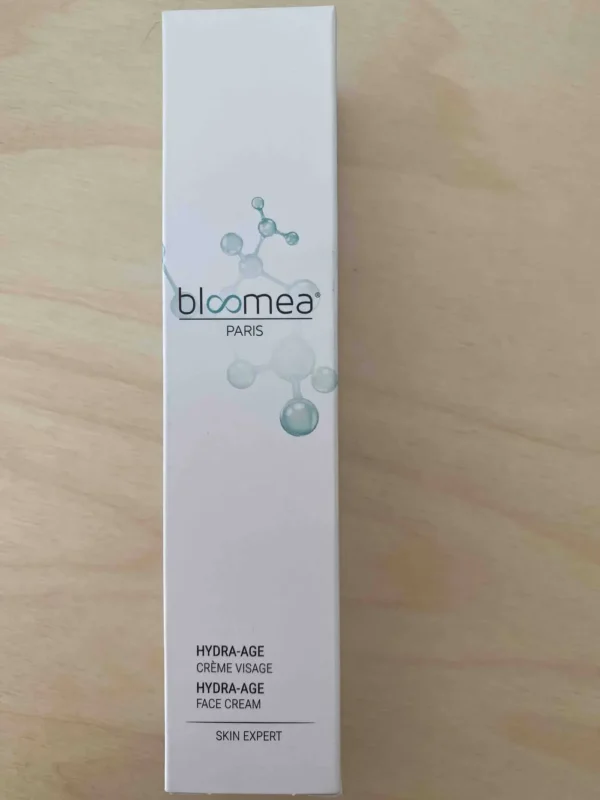 bloomea®
PARIS
HYDRA-AGE
CRÈME VISAGE
HYDRA-AGE
FACE CREAM
SKIN EXPERT